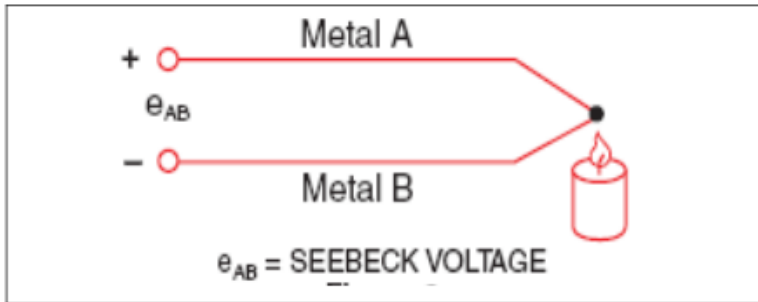 Metal A
+
eAB
−
Metal B
eAB = SEEBECK VOLTAGE